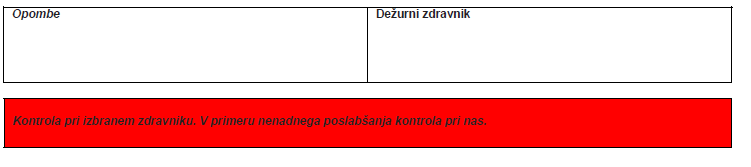 Opombe
Dežurni zdravnik
Kontrola pri izbranem zdravniku. V primeru nenadnega poslabšanja kontrola pri nas.